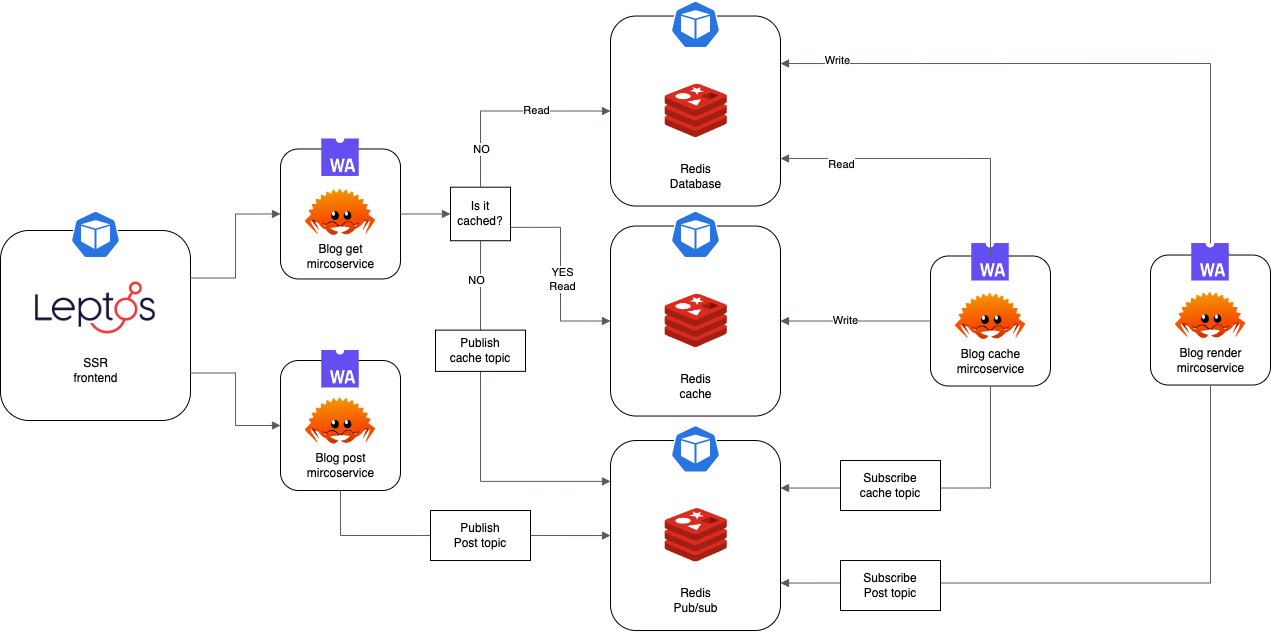 Write
Read
NO
Redis
Database
Read
WA
Blog get
mircoservice
Is it
cached?
Leptos
SSR
frontend
NO
YES
Read
Publish
cache topic
Redis
cache
Write
WA
Blog cache
mircoservice
WA
Blog render
mircoservice
WA
Blog post
mircoservice
Publish
Post topic
Redis
Pub/sub
Subscribe
cache topic
Subscribe
Post topic